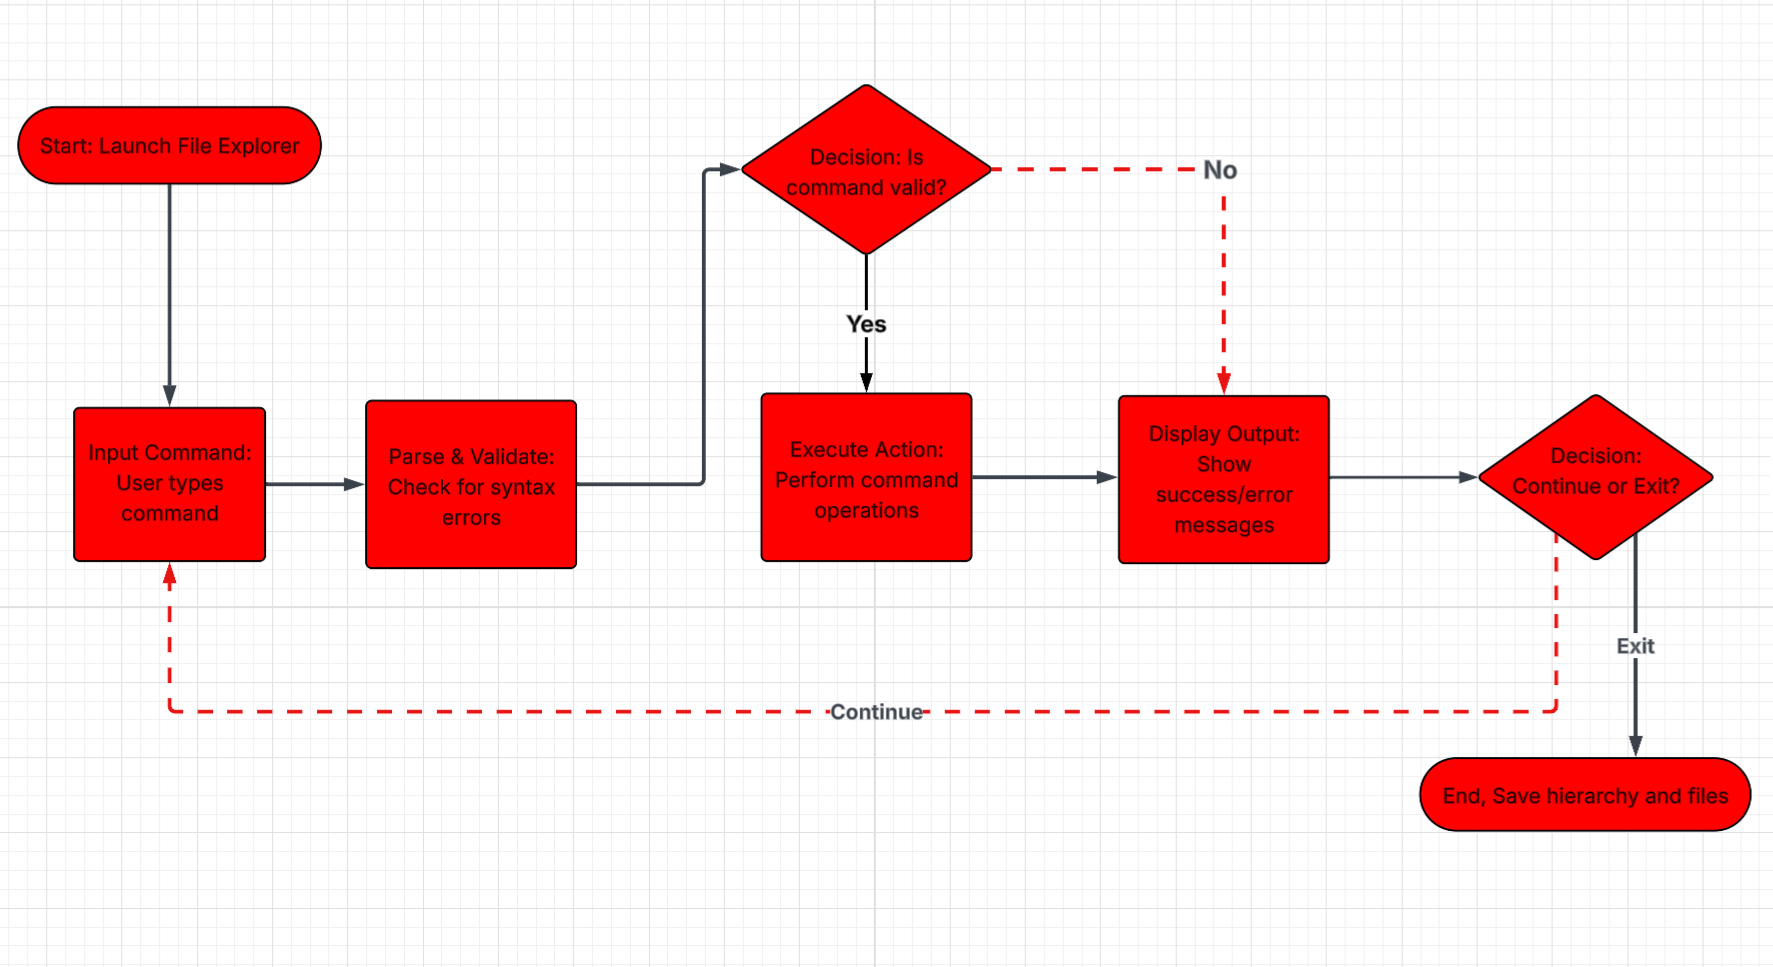 Start: Launch File Explorer
Decision: Is
command valid?
No
Yes
Input Command:
User types
command
Parse & Validate:
Check for syntax
errors
Execute Action:
Perform command
operations
Display Output:
Show
success/error
messages
Decision:
Continue or Exit?
Exit
Continue
End, Save hierarchy and files